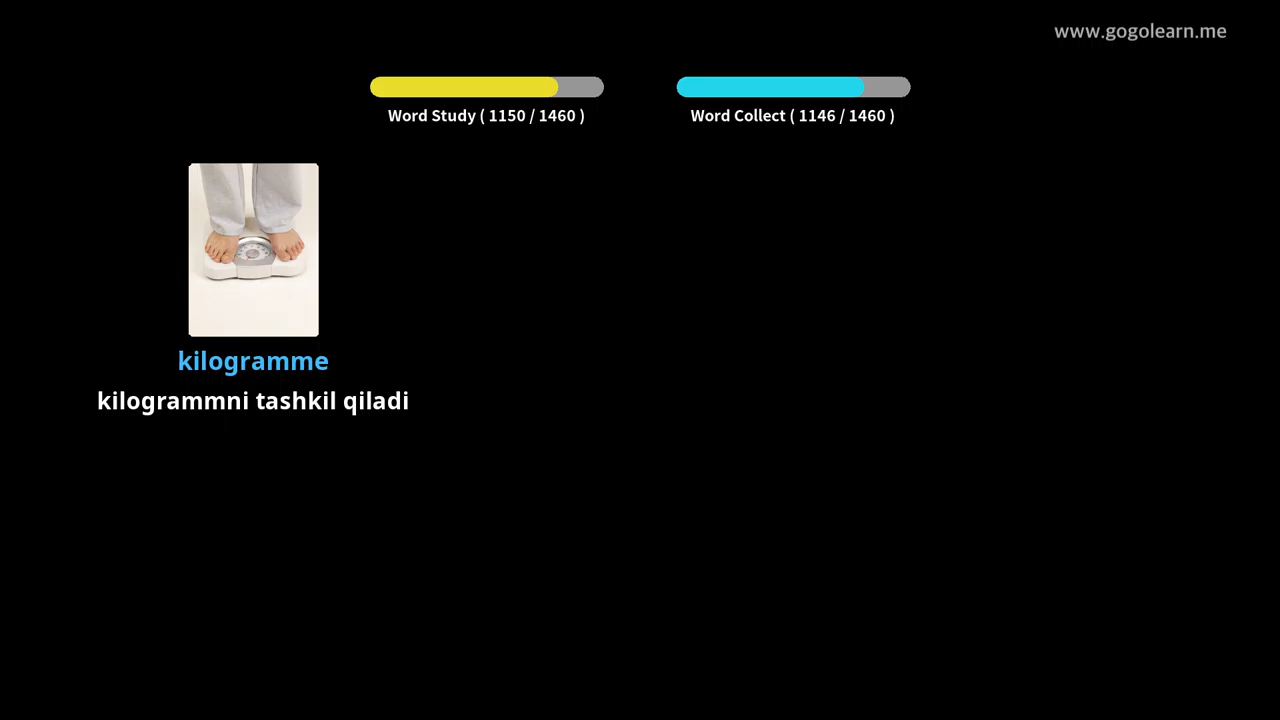 www.gogolearn.me
Word Study ( 1150 / 1460 )
Word Collect ( 1146 / 1460 )
kilogramme
kilogrammni tashkil qiladi